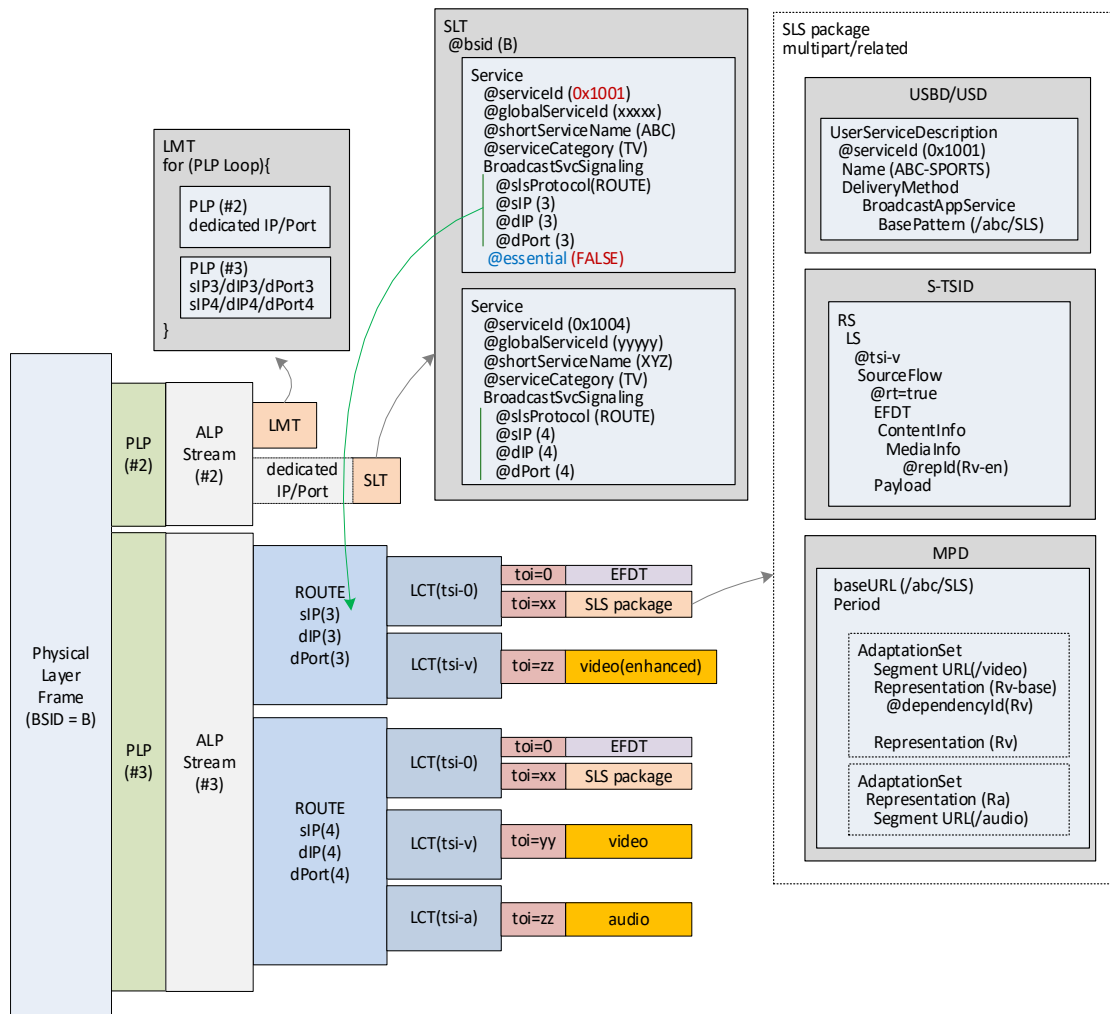 SLT
@bsid (B)
Service
@serviceId (0x1001)
@globalServiceId (xxxxx)
@shortServiceName (ABC)
@serviceCategory (TV)
BroadcastSvcSignaling
@slsProtocol(ROUTE)
@sIP (3)
@dIP (3)
@dPort (3)
@essential (FALSE)
Service
@serviceId (0x1004)
@globalServiceId (yyyyy)
@shortServiceName (XYZ)
@serviceCategory (TV)
BroadcastSvcSignaling
@slsProtocol (ROUTE)
@sIP (4)
@dIP (4)
@dPort (4)
LMT
for (PLP Loop){
PLP (#2)
dedicated IP/Port
PLP (#3)
sIP3/dIP3/dPort3
sIP4/dIP4/dPort4
}
SLS package
multipart/related
USBD/USD
UserServiceDescription
@serviceId (0x1001)
Name (ABC-SPORTS)
DeliveryMethod
BroadcastAppService
BasePattern (/abc/SLS)
S-TSID
RS
LS
@tsi-v
SourceFlow
@rt=true
EFDT
ContentInfo
MediaInfo
@repId(Rv-en)
Payload
MPD
baseURL (/abc/SLS)
Period
AdaptationSet
Segment URL(/video)
Representation (Rv-base)
@dependencyId(Rv)
Representation (Rv)
AdaptationSet
Representation (Ra)
Segment URL(/audio)
Physical
Layer
Frame
(BSID = B)
PLP
(#2)
ALP
Stream
(#2)
LMT
dedicated
IP/Port
SLT
PLP
(#3)
ALP
Stream
(#3)
ROUTE
sIP(3)
dIP(3)
dPort(3)
LCT(tsi-0)
toi=0
EFDT
toi=xx
SLS package
LCT(tsi-v)
toi=zz
video(enhanced)
ROUTE
sIP(4)
dIP(4)
dPort(4)
LCT(tsi-0)
toi=0
EFDT
toi=xx
SLS package
LCT(tsi-v)
toi=yy
video
LCT(tsi-a)
toi=zz
audio